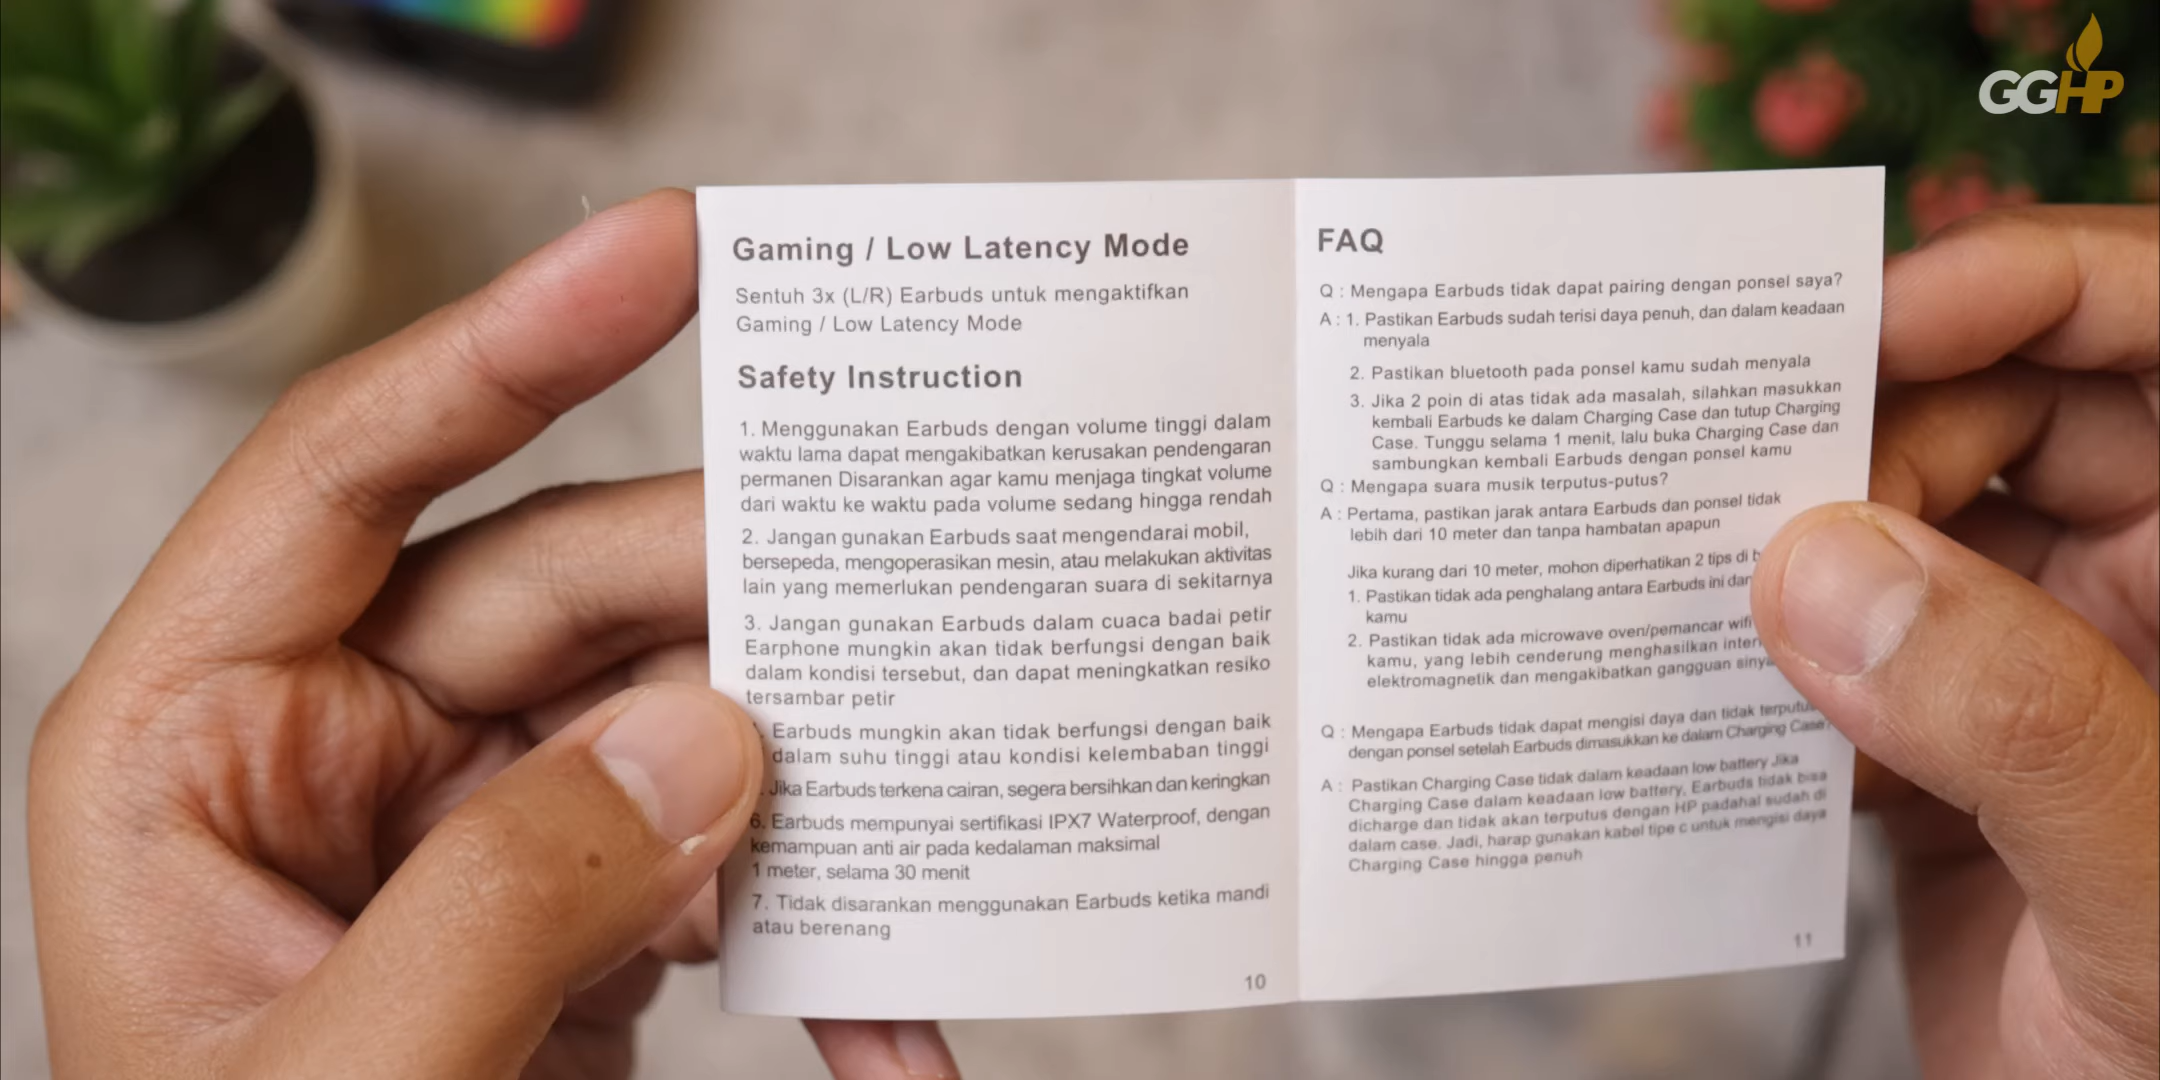 GGHP
Gaming / Low Latency Mode
Sentuh 3x (L/R) Earbuds untuk mengaktifkan
Gaming / Low Latency Mode
Safety Instruction
1. Menggunakan Earbuds dengan volume tinggi dalam
waktu lama dapat mengakibatkan kerusakan pendengaran
permanen Disarankan agar kamu menjaga tingkat volume
dari waktu ke waktu pada volume sedang hingga rendah
2. Jangan gunakan Earbuds saat mengendarai mobil,
bersepeda, mengoperasikan mesin, atau melakukan aktivitas
lain yang memerlukan pendengaran suara di sekitarnya
3. Jangan gunakan Earbuds dalam cuaca badai petir
Earphone mungkin akan tidak berfungsi dengan baik
dalam kondisi tersebut, dan dapat meningkatkan resiko
tersambar petir
Earbuds mungkin akan tidak berfungsi dengan baik
dalam suhu tinggi atau kondisi kelembaban tinggi
Jika Earbuds terkena cairan, segera bersihkan dan keringkan
6. Earbuds mempunyai sertifikasi IPX7 Waterproof, dengan
kemampuan anti air pada kedalaman maksimal
1 meter, selama 30 menit
7. Tidak disarankan menggunakan Earbuds ketika mandi
atau berenang
10
FAQ
Q : Mengapa Earbuds tidak dapat pairing dengan ponsel saya?
A : 1. Pastikan Earbuds sudah terisi daya penuh, dan dalam keadaan
menyala
2. Pastikan bluetooth pada ponsel kamu sudah menyala
3. Jika 2 poin di atas tidak ada masalah, silahkan masukkan
kembali Earbuds ke dalam Charging Case dan tutup Charging
Case. Tunggu selama 1 menit, lalu buka Charging Case dan
sambungkan kembali Earbuds dengan ponsel kamu
Q : Mengapa suara musik terputus-putus?
A : Pertama, pastikan jarak antara Earbuds dan ponsel tidak
lebih dari 10 meter dan tanpa hambatan apapun
Jika kurang dari 10 meter, mohon diperhatikan 2 tips di
1. Pastikan tidak ada penghalang antara Earbuds ini dan
kamu
2. Pastikan tidak ada microwave oven/pemancar wifi
kamu, yang lebih cenderung menghasilkan
elektromagnetik dan mengakibatkan gangguan
Q : Mengapa Earbuds tidak dapat mengisi daya dan tidak
dengan ponsel setelah Earbuds dimasukkan ke dalam Charging Case?
A : Pastikan Charging Case tidak dalam keadaan low battery Jika
Charging Case dalam keadaan low battery, Earbuds tidak bisa
dicharge dan tidak akan terputus dengan HP padahal sudah di
dalam case. Jadi, harap gunakan kabel tipe c untuk mengisi daya
Charging Case hingga penuh
11